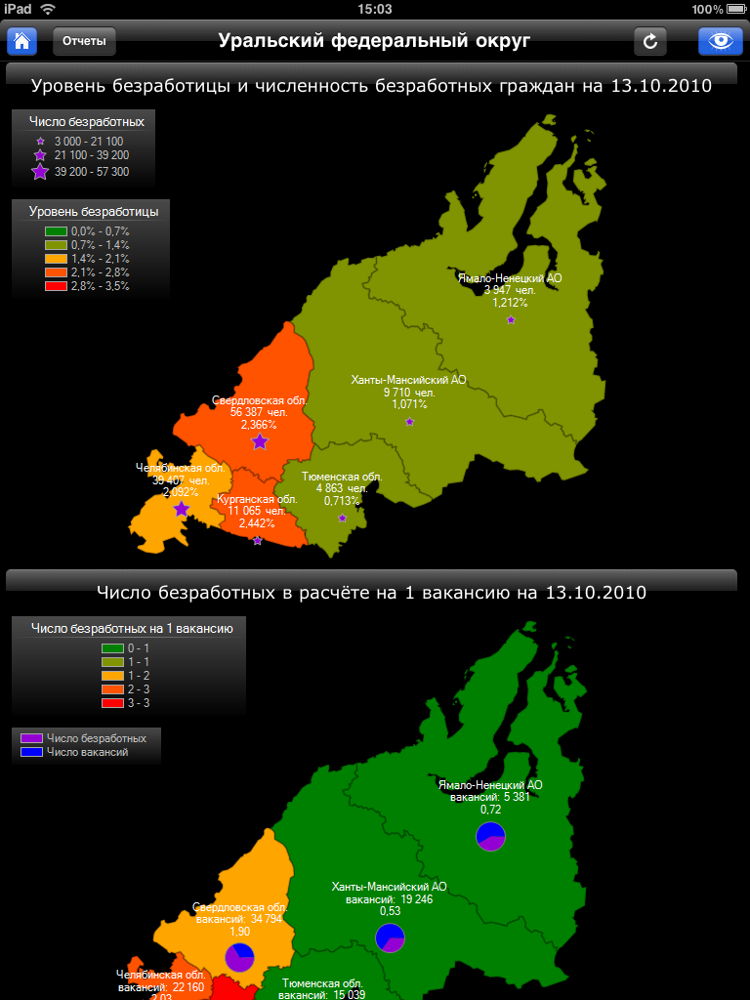 iPad
15:03
100%
Отчеты
Уральский федеральный округ
Уровень безработицы и численность безработных граждан на 13.10.2010
Число безработных
3 000 - 21 100
21 100 - 39 200
39 200 - 57 300
Уровень безработицы
0,0% - 0,7%
0,7% - 1,4%
1,4% - 2,1%
2,1% - 2,8%
2,8% - 3,5%
Ямало-Ненецкий АО
3 947 чел.
1,212%
Ханты-Мансийский АО
9 710 чел.
1,071%
Свердловская обл.
56 387 чел.
2,366%
Челябинская обл.
39 407 чел.
2,092%
Тюменская обл.
4 863 чел.
0,713%
Курганская обл.
11 065 чел.
2,442%
Число безработных в расчёте на 1 вакансию на 13.10.2010
Число безработных на 1 вакансию
0 - 1
1 - 1
1 - 2
2 - 3
3 - 3
Число безработных
Число вакансий
Ямало-Ненецкий АО
вакансий: 5 381
0,72
Ханты-Мансийский АО
вакансий: 19 246
0,53
Свердловская обл.
вакансий: 34 794
1,90
Челябинская обл.
вакансий: 22 160
2,03
Тюменская обл.
вакансий: 15 039